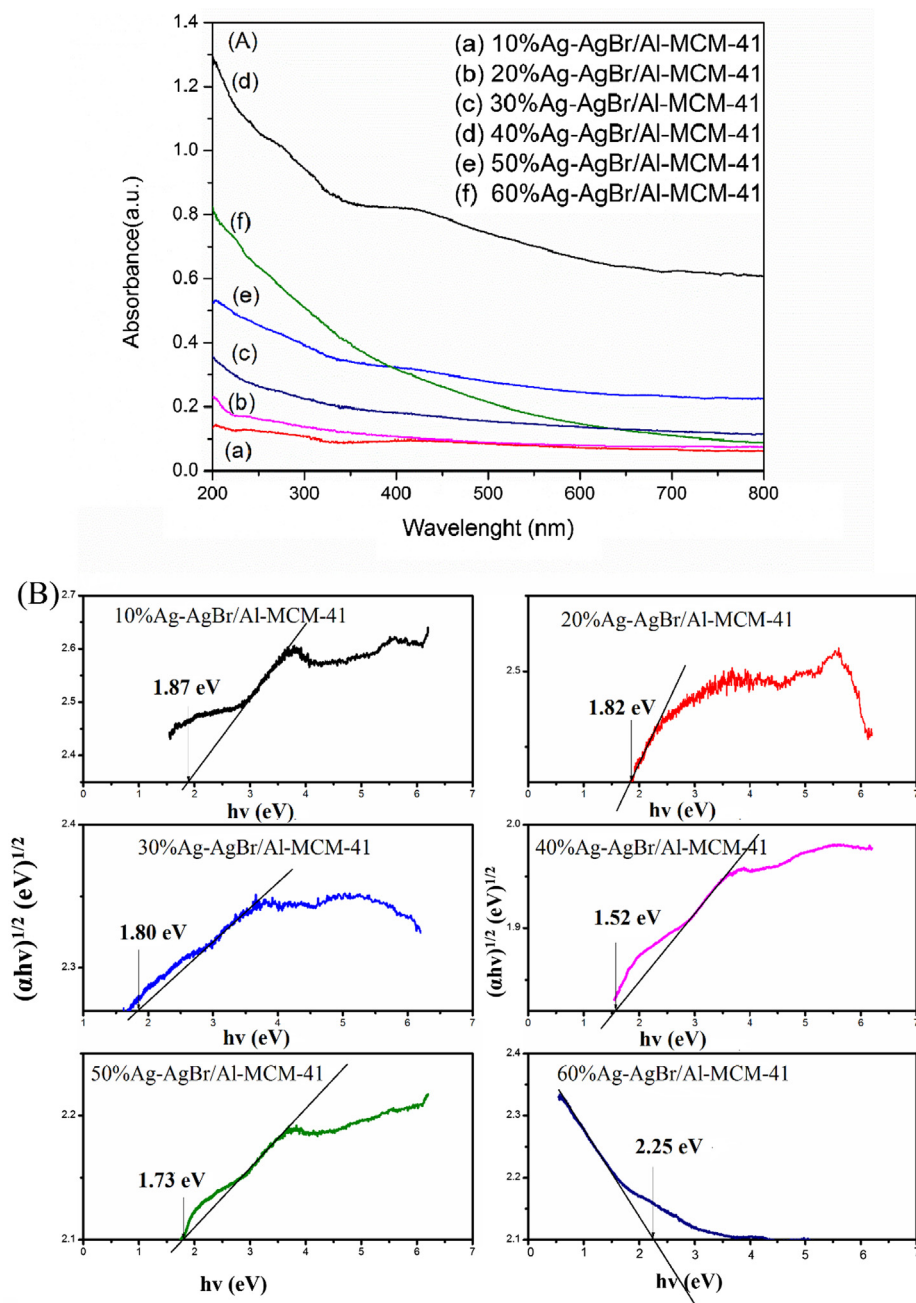 (A)
(a) 10%Ag-AgBr/Al-MCM-41
(b) 20%Ag-AgBr/Al-MCM-41
(c) 30%Ag-AgBr/Al-MCM-41
(d) 40%Ag-AgBr/Al-MCM-41
(e) 50%Ag-AgBr/Al-MCM-41
(f) 60%Ag-AgBr/Al-MCM-41
(d)
(f)
(e)
(c)
(b)
(a)
1.4
1.2
1.0
0.8
0.6
0.4
0.2
0.0
Absorbance(a.u.)
200 300 400 500 600 700 800
Wavelenght (nm)
(B)
10%Ag-AgBr/Al-MCM-41
1.87 eV
2.7
2.6
2.5
2.4
0 1 2 3 4 5 6 7
hv (eV)
20%Ag-AgBr/Al-MCM-41
1.82 eV
2.5
0 1 2 3 4 5 6 7
hv (eV)
30%Ag-AgBr/Al-MCM-41
1.80 eV
2.4
2.3
(αhv)1/2 (eV)1/2
1 2 3 4 5 6 7
hv (eV)
40%Ag-AgBr/Al-MCM-41
1.52 eV
2.0
1.9
(αhv)1/2 (eV)1/2
0 1 2 3 4 5 6 7
hv (eV)
50%Ag-AgBr/Al-MCM-41
1.73 eV
2.2
2.1
0 1 2 3 4 5 6 7
hv (eV)
60%Ag-AgBr/Al-MCM-41
2.25 eV
2.4
2.3
2.2
2.1
0 1 2 3 4 5 6 7
hv (eV)